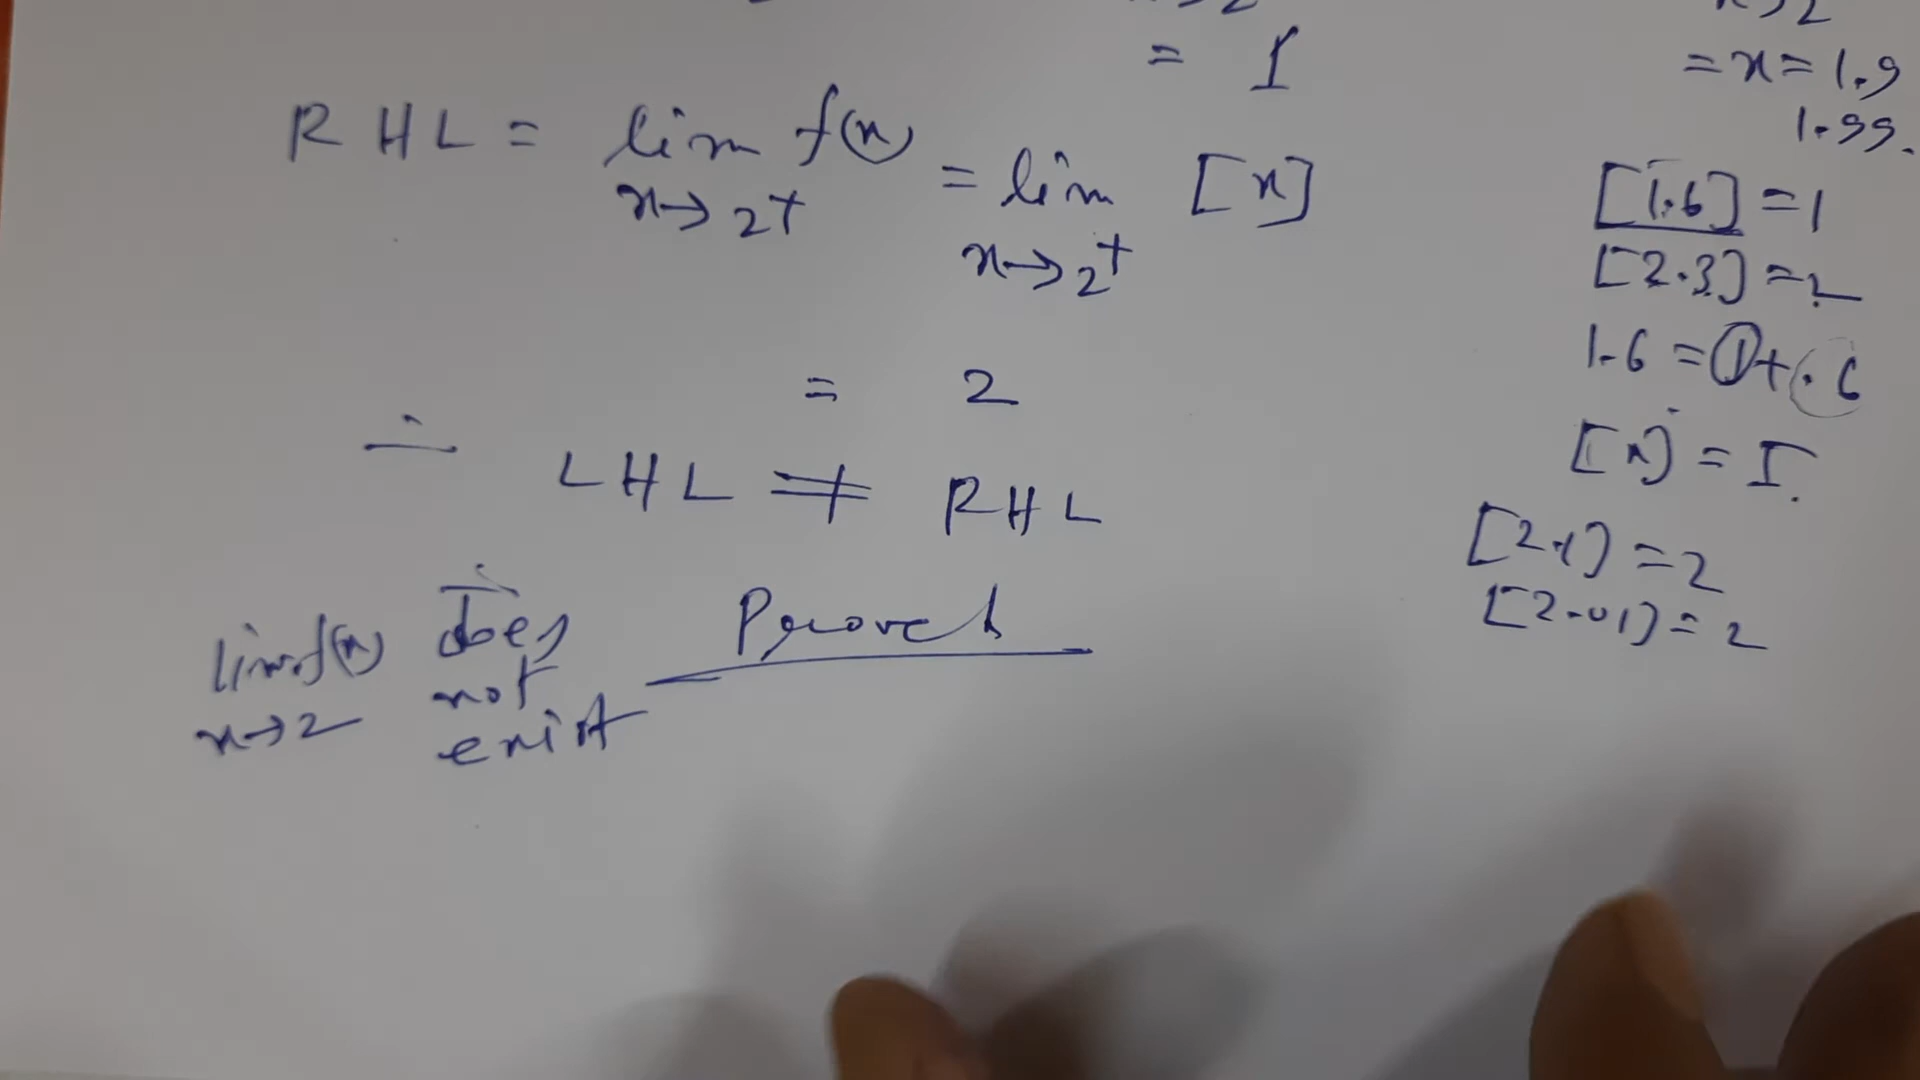 = 1
RHL = lim f(x) = lim [x]
x→2+ x→2+
= 2
∴ LHL ≠ RHL
∴
lim f(x) Does not exist Proved
x→2
x→2
= x = 1.9
1.99.
[1.6] = 1
[2.3] = 2
1.6 = 1 + .6
[x] = I.
[2.1] = 2
[2.01] = 2